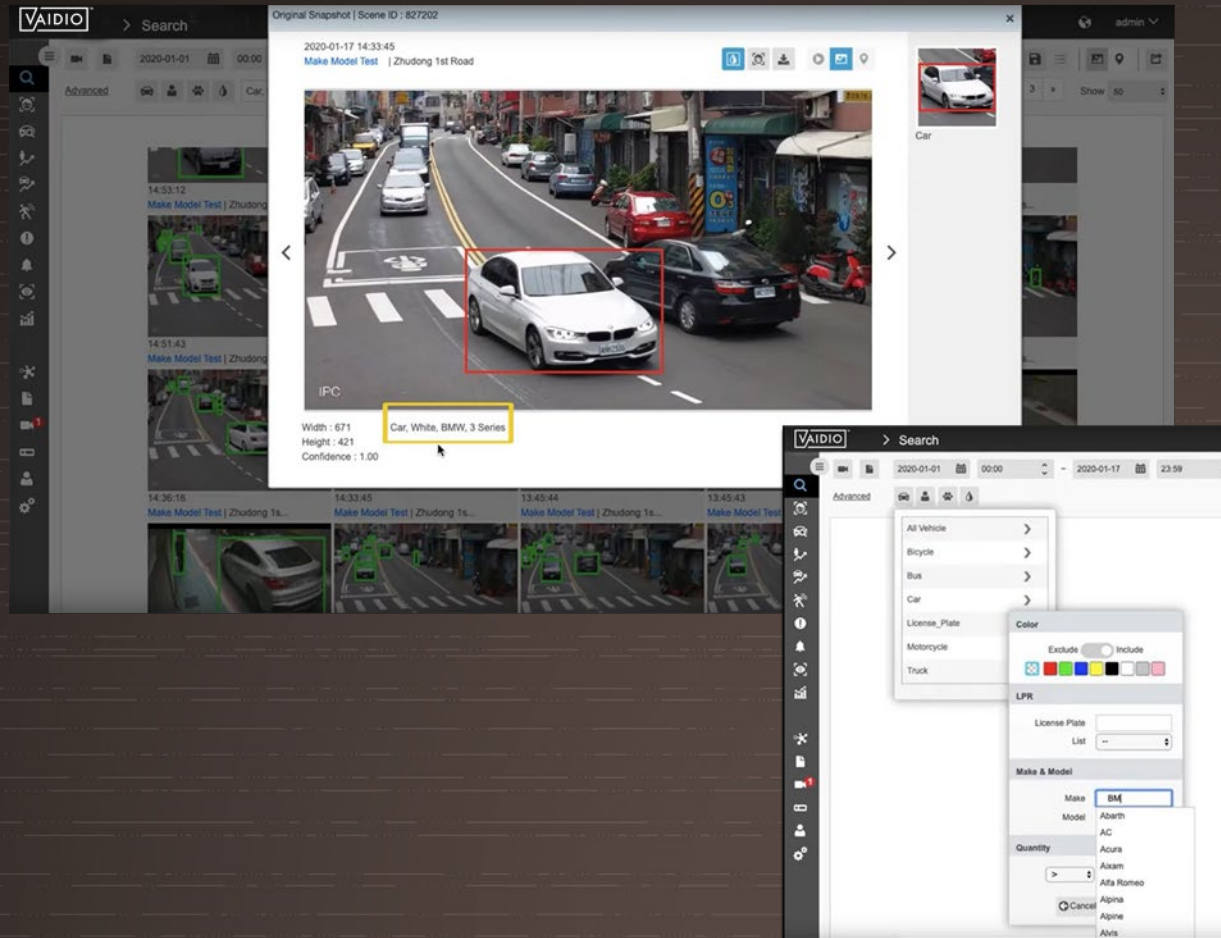 VAIDIO
> Search
admin
2020-01-01
00:00
Advanced
Car,
3
Show 50
Original Snapshot | Scene ID : 827202
2020-01-17 14:33:45
Make Model Test | Zhudong 1st Road
Car
IPC
Width : 671
Height : 421
Confidence : 1.00
Car, White, BMW, 3 Series
14:53:12
Make Model Test | Zhudong
14:51:43
Make Model Test | Zhudong
14:36:16
Make Model Test | Zhudong 1s...
14:33:45
Make Model Test | Zhudong 1s...
13:45:44
Make Model Test | Zhudong 1s...
13:45:43
Make Model Test | Zhudong
1
VAIDIO
> Search
2020-01-01
00:00
~
2020-01-17
23:59
Advanced
All Vehicle
Bicycle
Bus
Car
License_Plate
Motorcycle
Truck
Color
Exclude
Include
LPR
License Plate
List
--
Make & Model
Make
BM
Model
Abarth
AC
Acura
Aixam
Alfa Romeo
Alpina
Alpine
Alvis
Quantity
>
Cancel
1